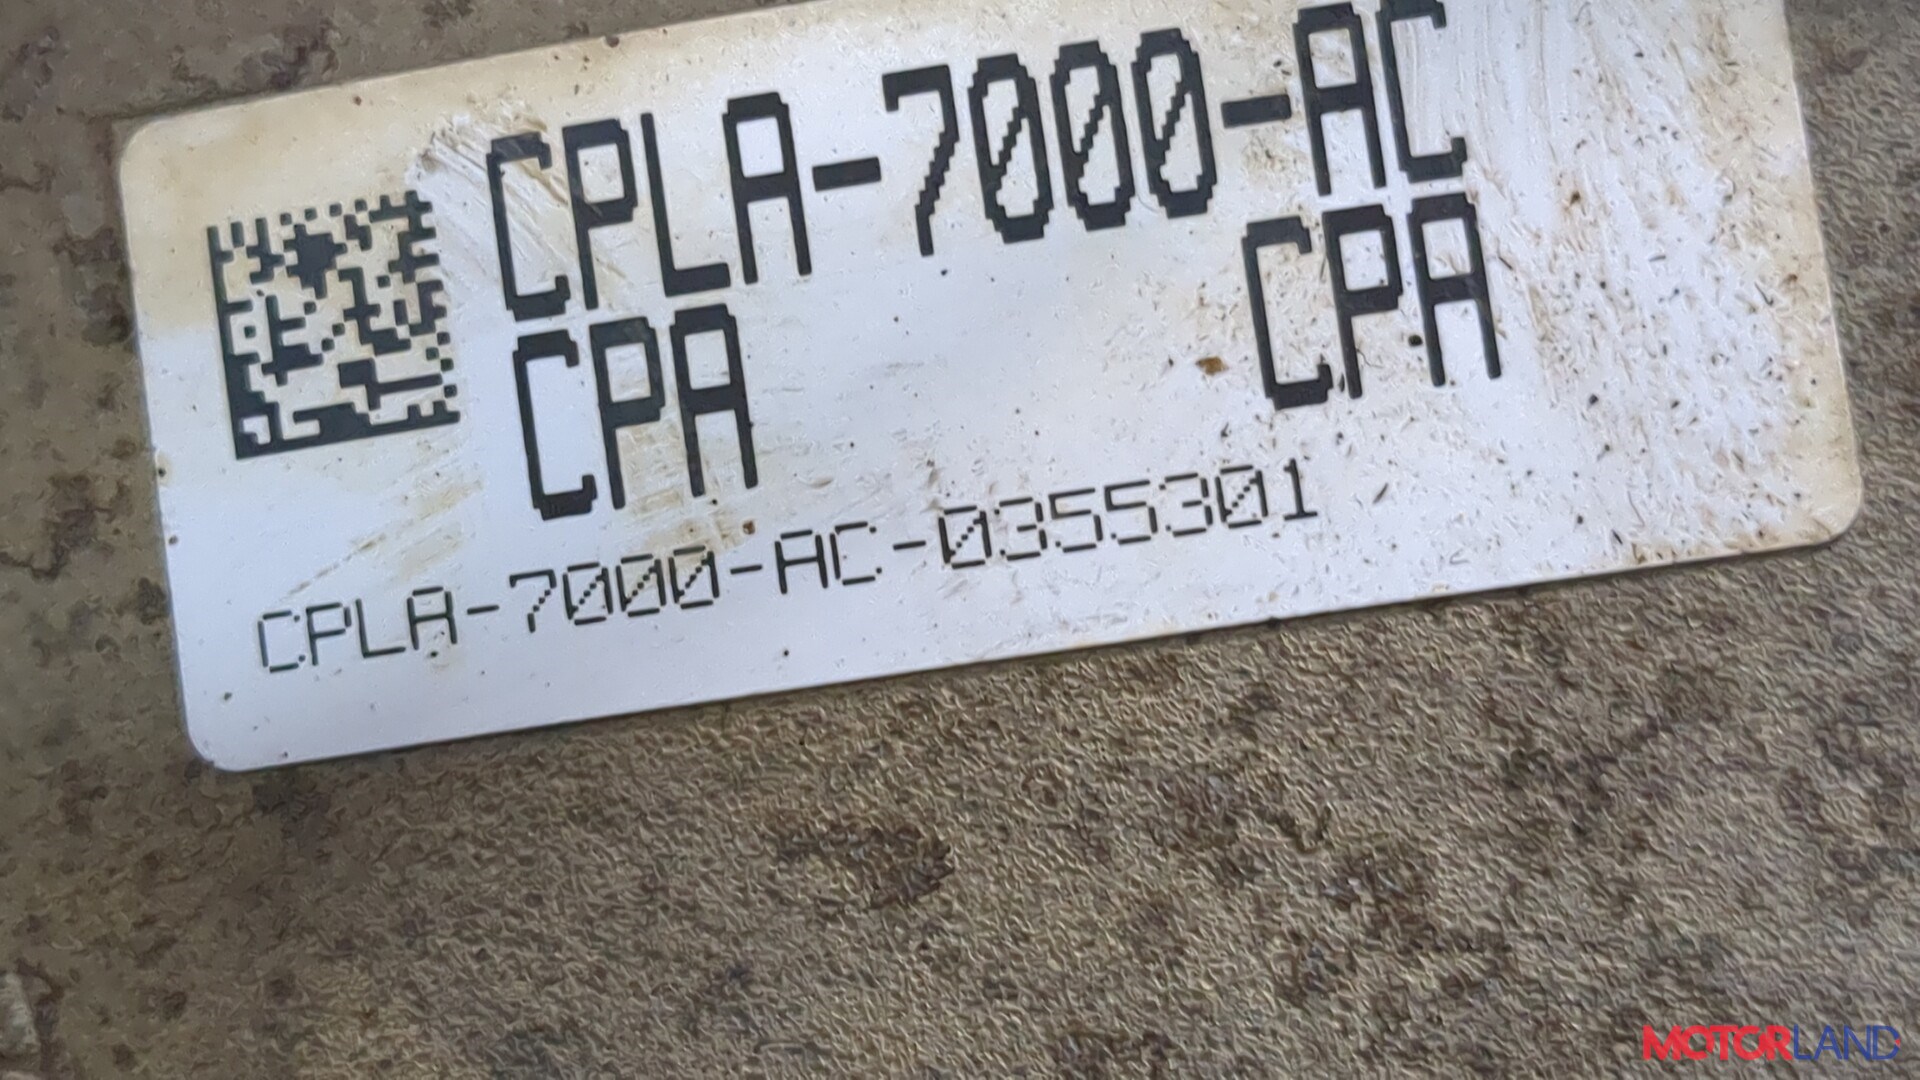 CPLA-7000-AC
CPA CPA
CPLA-7000-AC-0355301
MOTORLAND